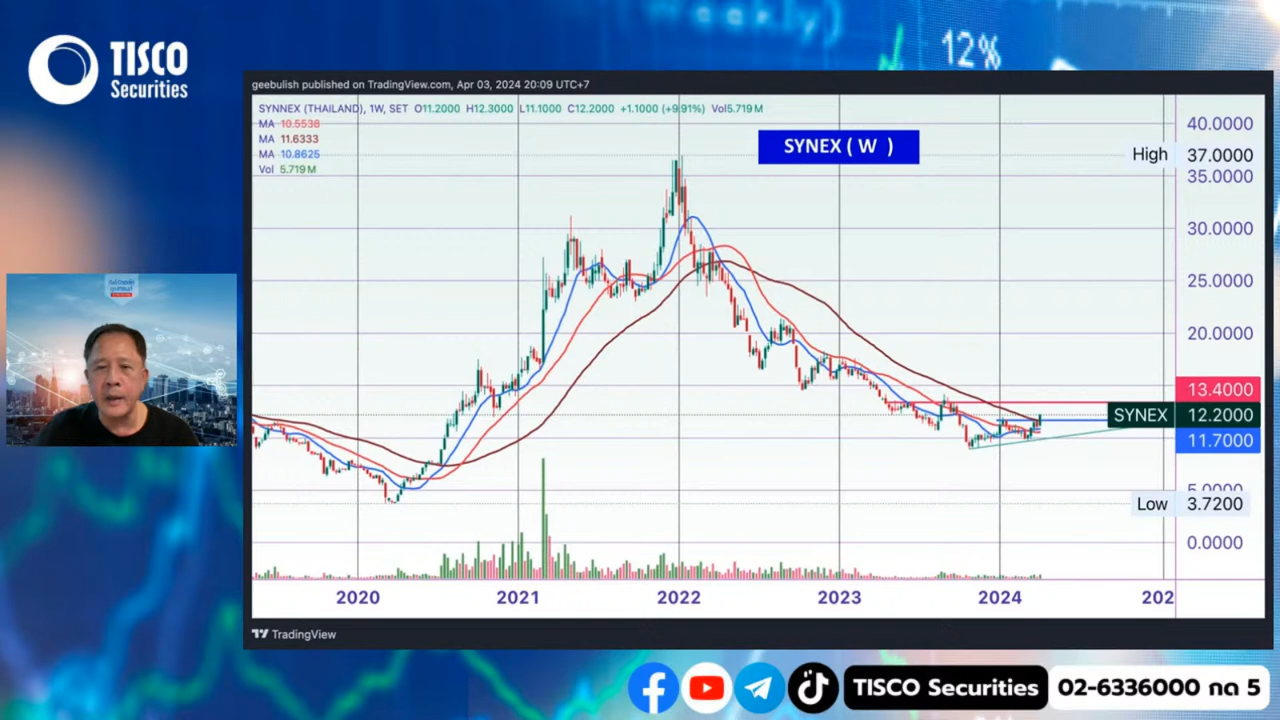 Weekly)
12%
TISCO
Securities
geebulish published on TradingView.com, Apr 03, 2024 20:09 UTC+7
SYNNEX (THAILAND), 1W, SET O11.2000 H12.3000 L11.1000 C12.2000 +1.1000 (+9.91%) Vol5.719M
MA 10.5538
MA 11.6333
MA 10.8625
Vol 5.719M
SYNEX ( W )
40.0000
High 37.0000
35.0000
30.0000
25.0000
20.0000
13.4000
SYNEX 12.2000
11.7000
5.0000
Low 3.7200
0.0000
2020 2021 2022 2023 2024 202
TradingView
TISCO Securities 02-6336000 กด 5